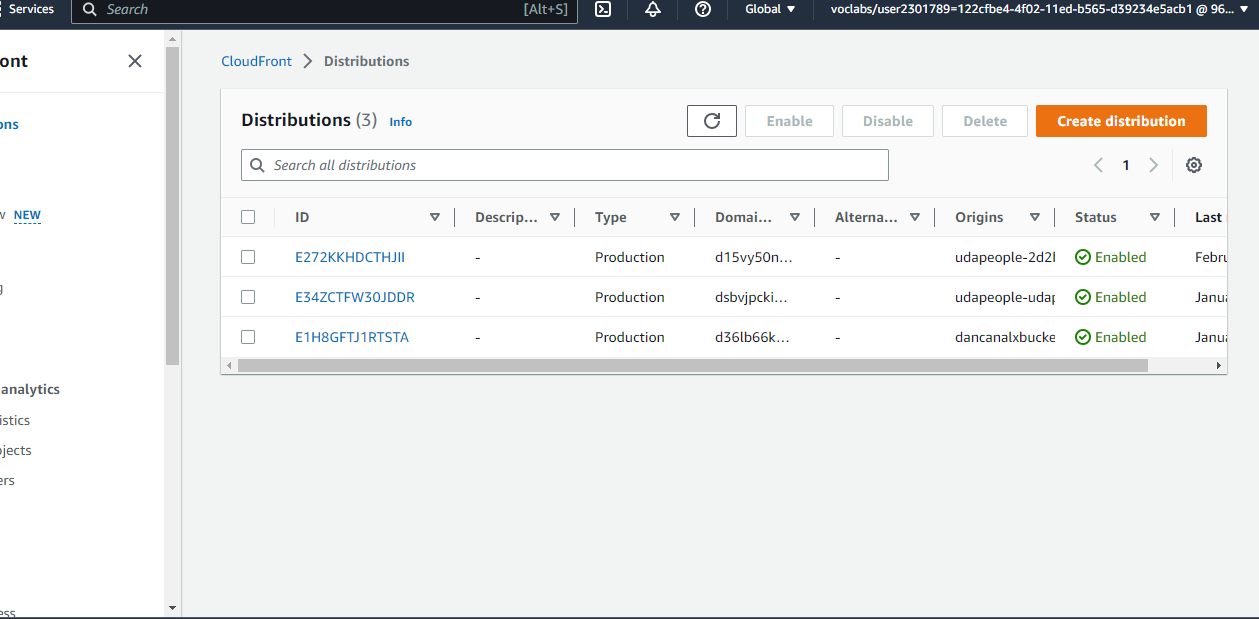 Services
Search [Alt+S]
Global
voclabs/user2301789=122cfbe4-4f02-11ed-b565-d39234e5acb1 @ 96...
ont
ons
NEW
analytics
istics
jects
ers
ess
CloudFront > Distributions
Distributions (3) Info
Enable Disable Delete Create distribution
Search all distributions
1
ID Descrip... Type Domai... Alterna... Origins Status Last
E272KKHDCTHJII - Production d15vy50n... - udapeople-2d2l Enabled Febru
E34ZCTFW30JDDR - Production dsbvjpcki... - udapeople-udap Enabled Janua
E1H8GFTJ1RTSTA - Production d36lb66k... - dancanalxbucke Enabled Janua